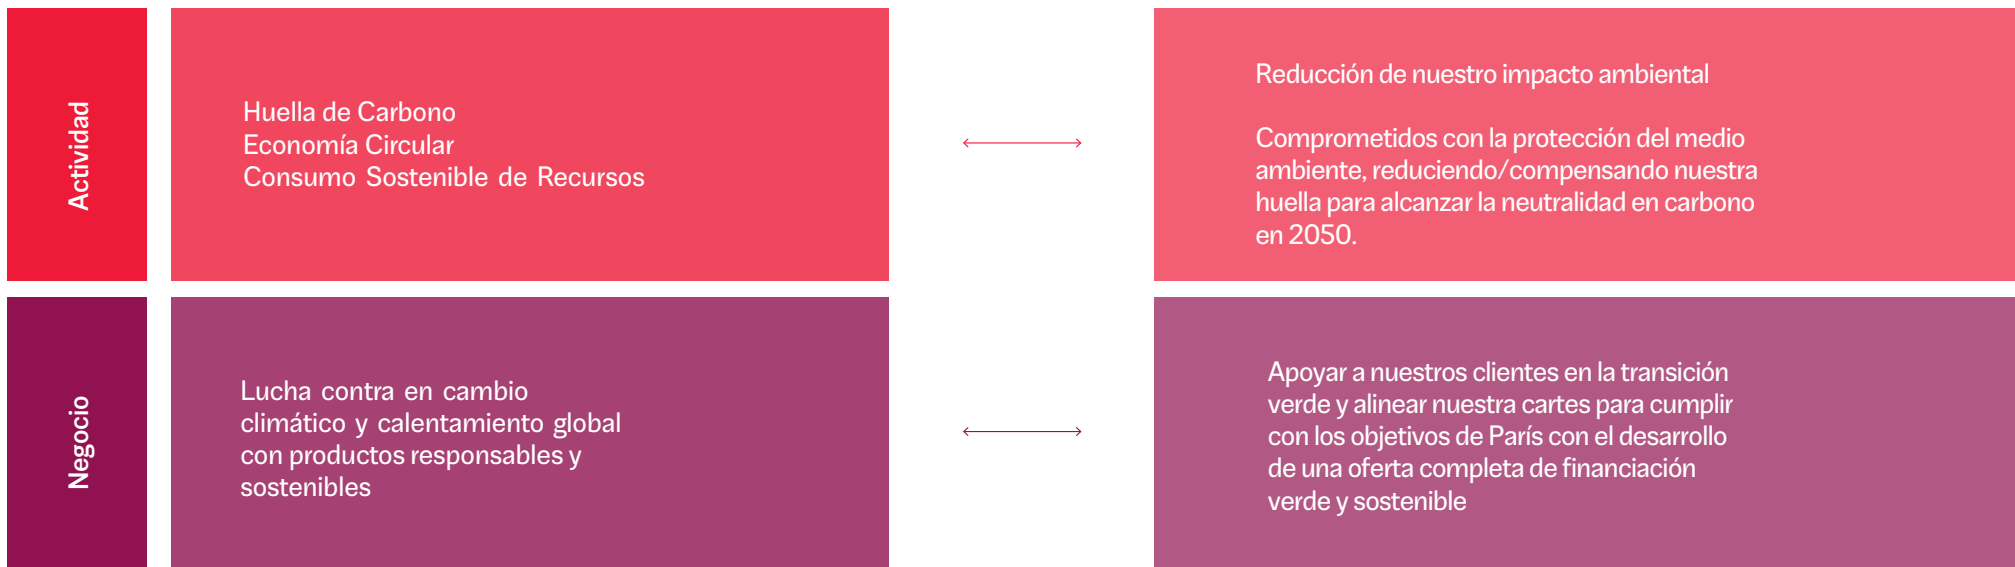 Actividad
Huella de Carbono
Economía Circular
Consumo Sostenible de Recursos
Reducción de nuestro impacto ambiental
Comprometidos con la protección del medio
ambiente, reduciendo/compensando nuestra
huella para alcanzar la neutralidad en carbono
en 2050.
Negocio
Lucha contra en cambio
climático y calentamiento global
con productos responsables y
sostenibles
Apoyar a nuestros clientes en la transición
verde y alinear nuestra cartes para cumplir
con los objetivos de París con el desarrollo
de una oferta completa de financiación
verde y sostenible